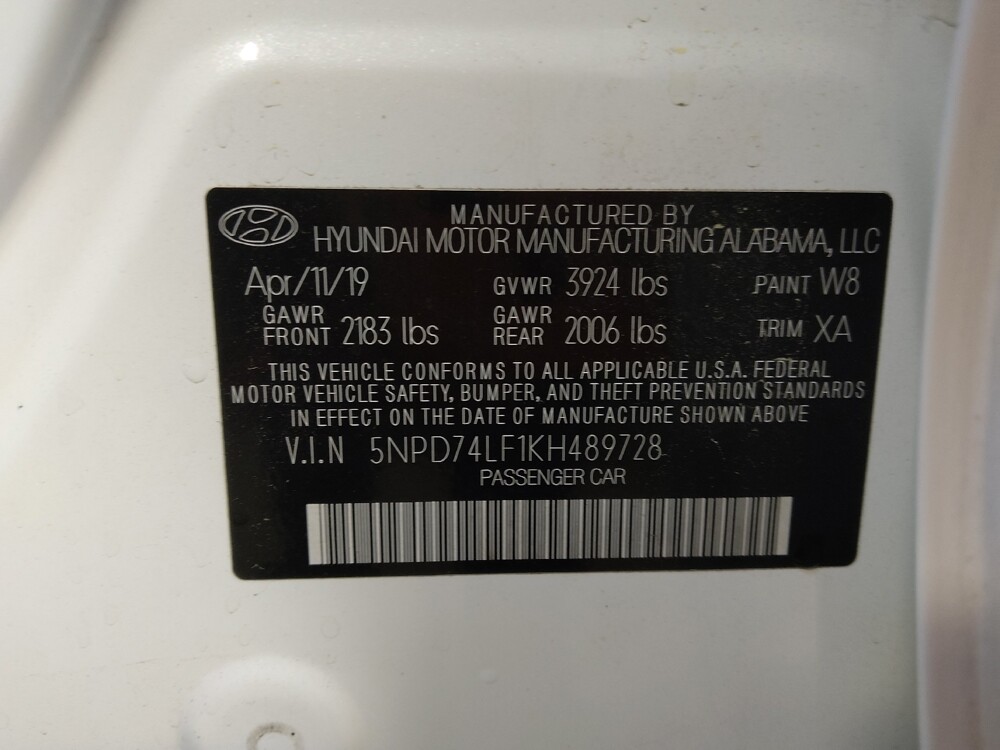 MANUFACTURED BY
HYUNDAI MOTOR MANUFACTURING ALABAMA, LLC
Apr/11/19 GVWR 3924 lbs PAINT W8
GAWR FRONT 2183 lbs GAWR REAR 2006 lbs TRIM XA
THIS VEHICLE CONFORMS TO ALL APPLICABLE U.S.A. FEDERAL
MOTOR VEHICLE SAFETY, BUMPER, AND THEFT PREVENTION STANDARDS
IN EFFECT ON THE DATE OF MANUFACTURE SHOWN ABOVE
V.I.N 5NPD74LF1KH489728
PASSENGER CAR